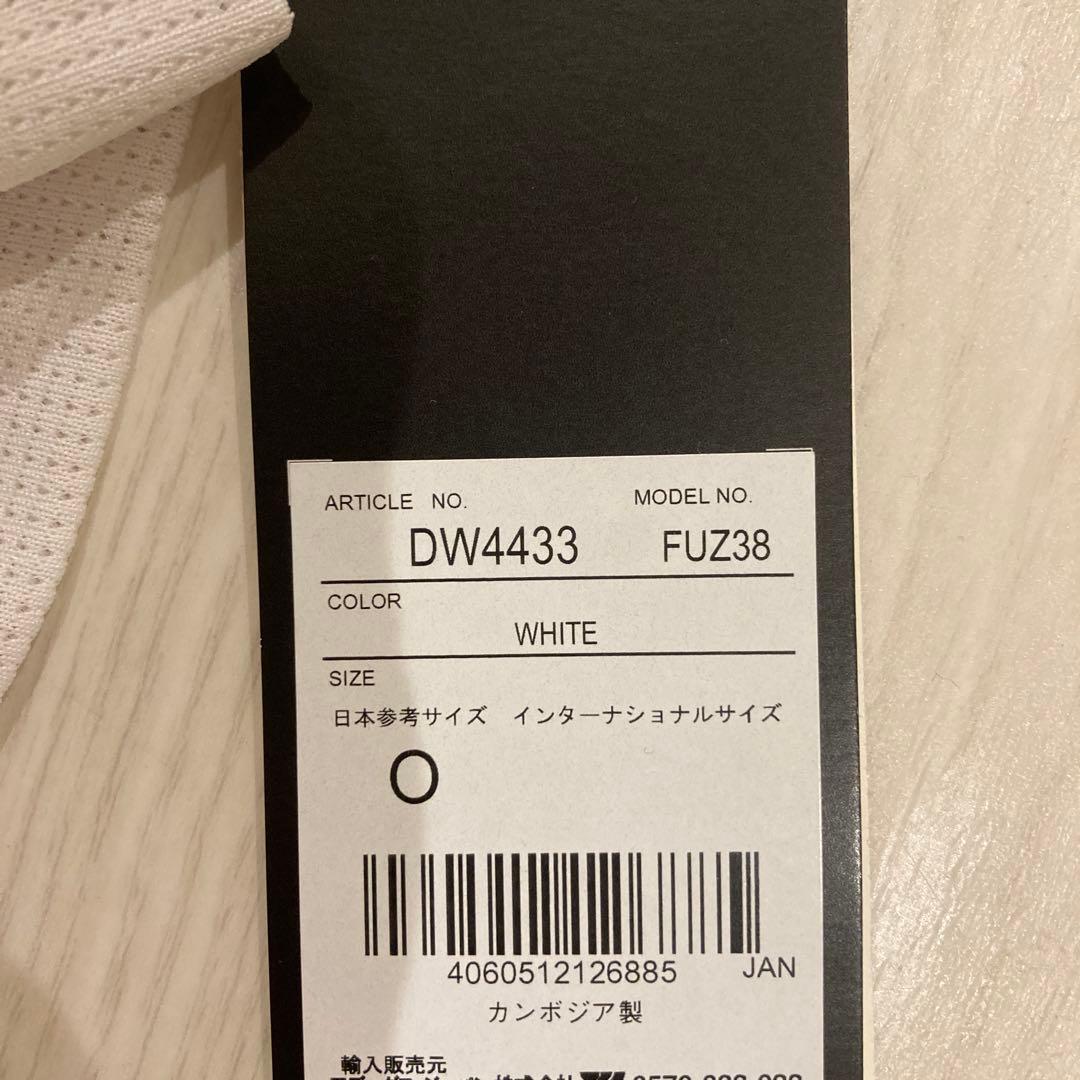 ARTICLE NO. MODEL NO.
DW4433 FUZ38
COLOR
WHITE
SIZE
日本参考サイズ インターナショナルサイズ
O
4060512126885 JAN
カンボジア製
輸入販売元